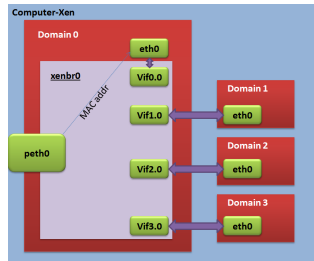 Computer-Xen
Domain 0
eth0
xenbr0
Vif0.0
MAC addr
Domain 1
Vif1.0
eth0
peth0
Domain 2
Vif2.0
eth0
Domain 3
Vif3.0
eth0